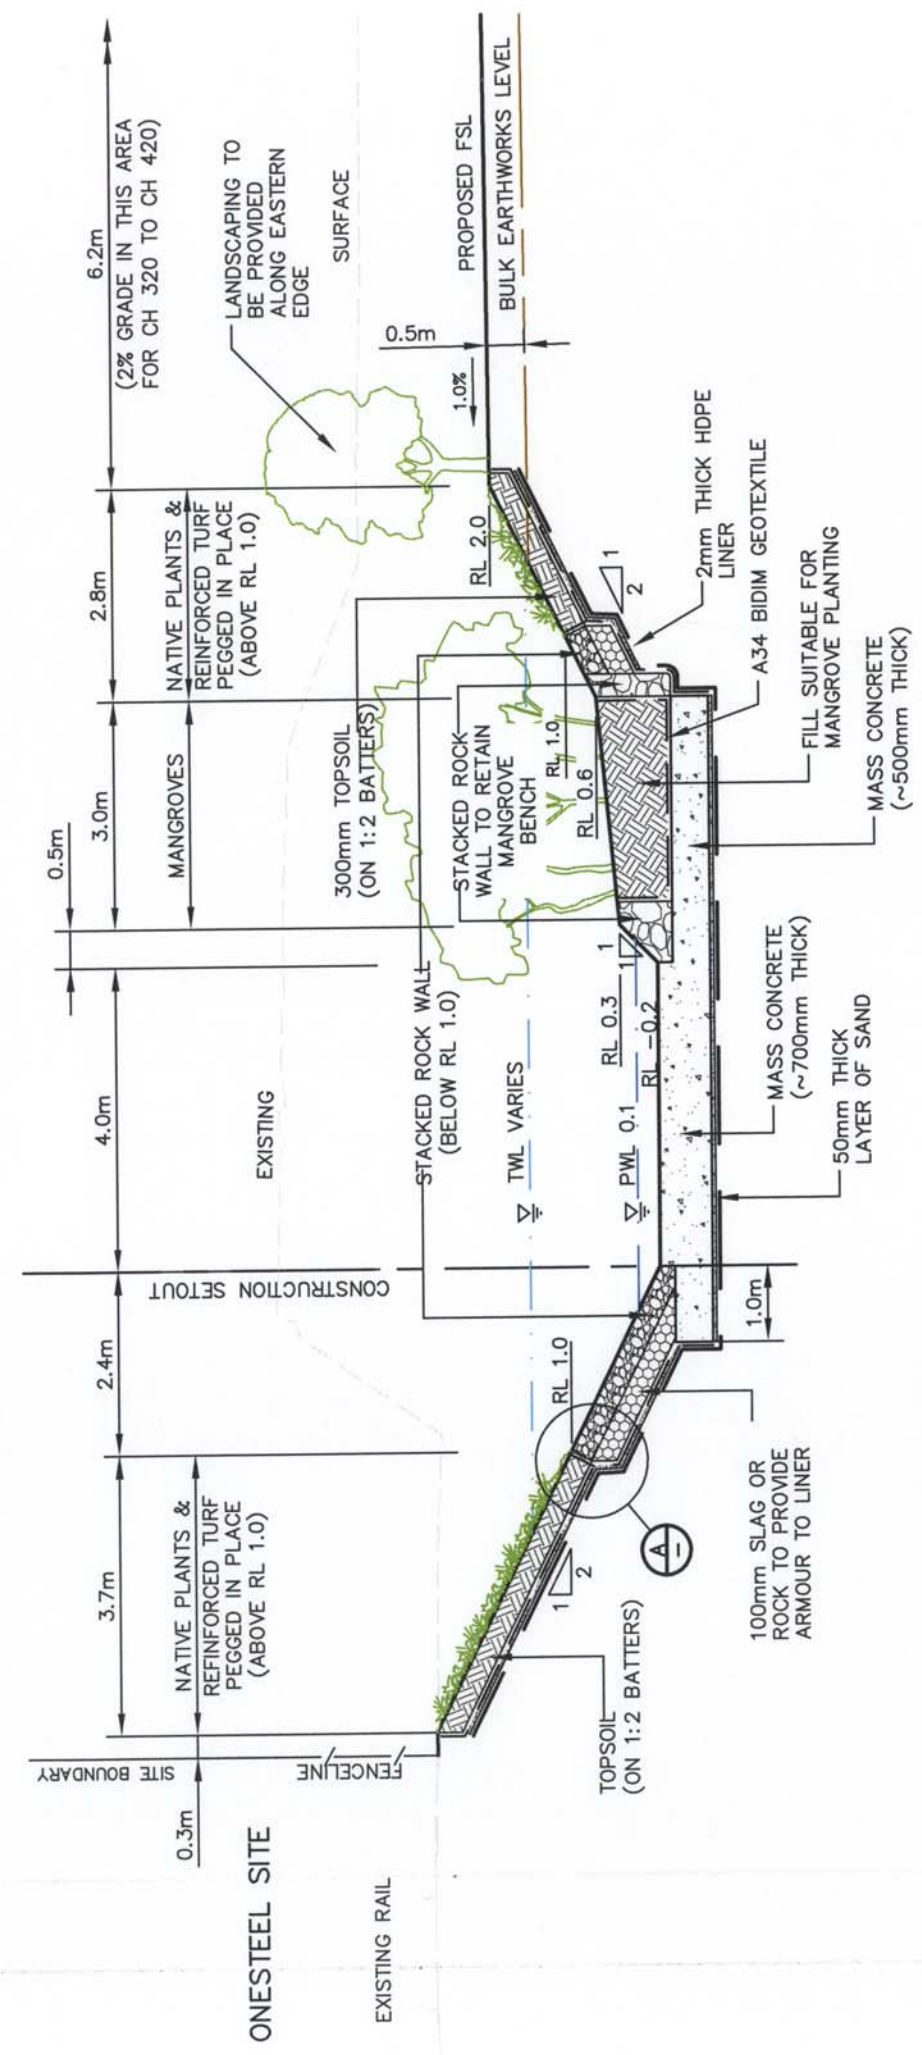 6.2m
(2% GRADE IN THIS AREA
FOR CH 320 TO CH 420)
LANDSCAPING TO
BE PROVIDED
ALONG EASTERN
EDGE
SURFACE
PROPOSED FSL
BULK EARTHWORKS LEVEL
0.5m
1.0%
2.8m
NATIVE PLANTS &
REINFORCED TURF
PEGGED IN PLACE
(ABOVE RL 1.0)
RL 2.0
1
2
2mm THICK HDPE
LINER
A34 BIDIM GEOTEXTILE
FILL SUITABLE FOR
MANGROVE PLANTING
MASS CONCRETE
(~500mm THICK)
0.5m
3.0m
MANGROVES
300mm TOPSOIL
(ON 1:2 BATTERS)
STACKED ROCK
WALL TO RETAIN
MANGROVE
BENCH
RL 1.0
RL 0.6
STACKED ROCK WALL
(BELOW RL 1.0)
1
1
RL 0.3
RL -0.2
4.0m
EXISTING
TWL VARIES
PWL 0.1
MASS CONCRETE
(~700mm THICK)
50mm THICK
LAYER OF SAND
CONSTRUCTION SETOUT
1.0m
2.4m
RL 1.0
100mm SLAG OR
ROCK TO PROVIDE
ARMOUR TO LINER
3.7m
NATIVE PLANTS &
REFINFORCED TURF
PEGGED IN PLACE
(ABOVE RL 1.0)
A
-
1
2
TOPSOIL
(ON 1:2 BATTERS)
SITE BOUNDARY
FENCELINE
0.3m
ONESTEEL SITE
EXISTING RAIL